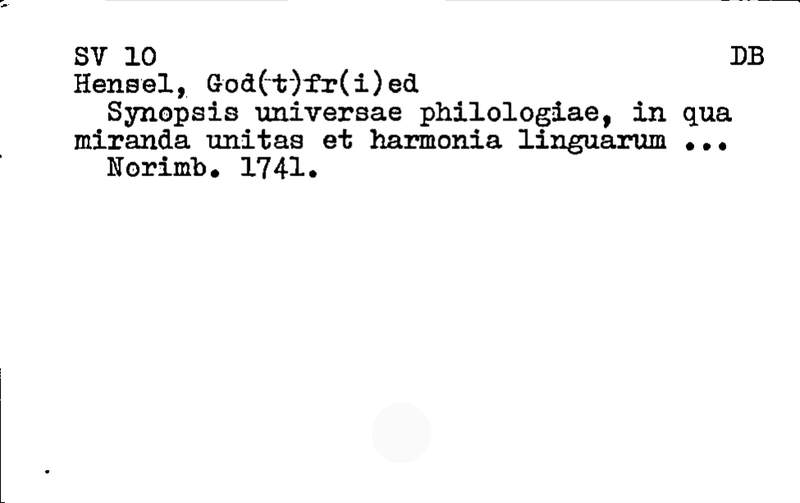 SV 10 DB
Hensel, God(t)fr(i)ed
Synopsis universae philologiae, in qua
miranda unitas et harmonia linguarum ...
Norimb. 1741.